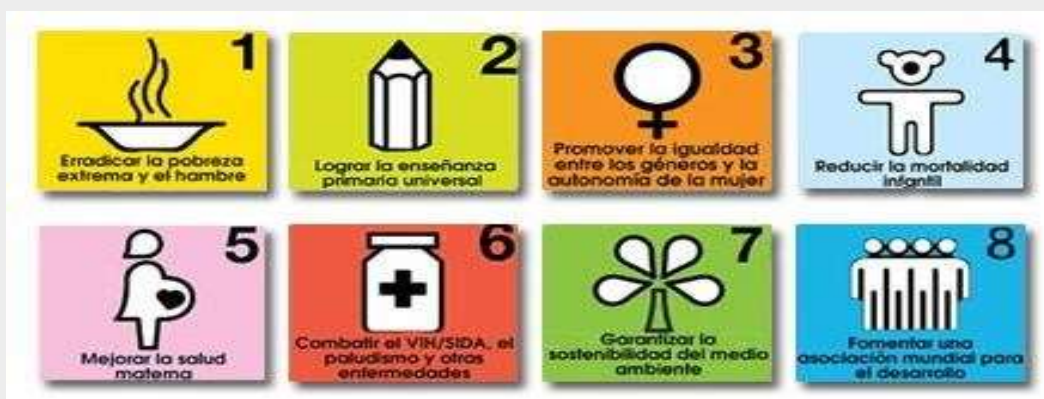 1
Erradicar la pobreza
extrema y el hambre
2
Lograr la enseñanza
primaria universal
3
Promover la igualdad
entre los géneros y la
autonomía de la mujer
4
Reducir la mortalidad
infantil
5
Mejorar la salud
materna
6
Combatir el VIH/SIDA, el
paludismo y otras
enfermedades
7
Garantizar la
sostenibilidad del medio
ambiente
8
Fomentar una
asociación mundial para
el desarrollo